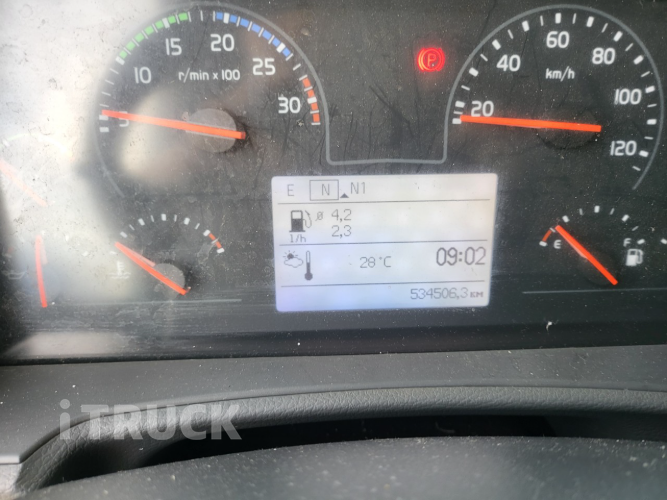 5 10 15 20 25 30
r/min x 100
P
20 40 60 80 100 120
km/h
E N N1
ø 4,2
l/h 2,3
28°C 09:02
534506,3 KM
E F
iTRUCK